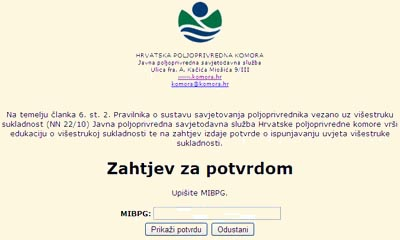 HRVATSKA POLJOPRIVREDNA KOMORA
Javna poljoprivredna savjetodavna služba
Ulica fra. A. Kačića Miošića 9/III
www.komora.hr
komora@komora.hr
Na temelju članka 6. st. 2. Pravilnika o sustavu savjetovanja poljoprivrednika vezano uz višestruku
sukladnost (NN 22/10) Javna poljoprivredna savjetodavna služba Hrvatske poljoprivredne komore vrši
edukaciju o višestrukoj sukladnosti te na zahtjev izdaje potvrde o ispunjavanju uvjeta višestruke
sukladnosti.
Zahtjev za potvrdom
Upišite MIBPG.
MIBPG:
Prikaži potvrdu Odustani